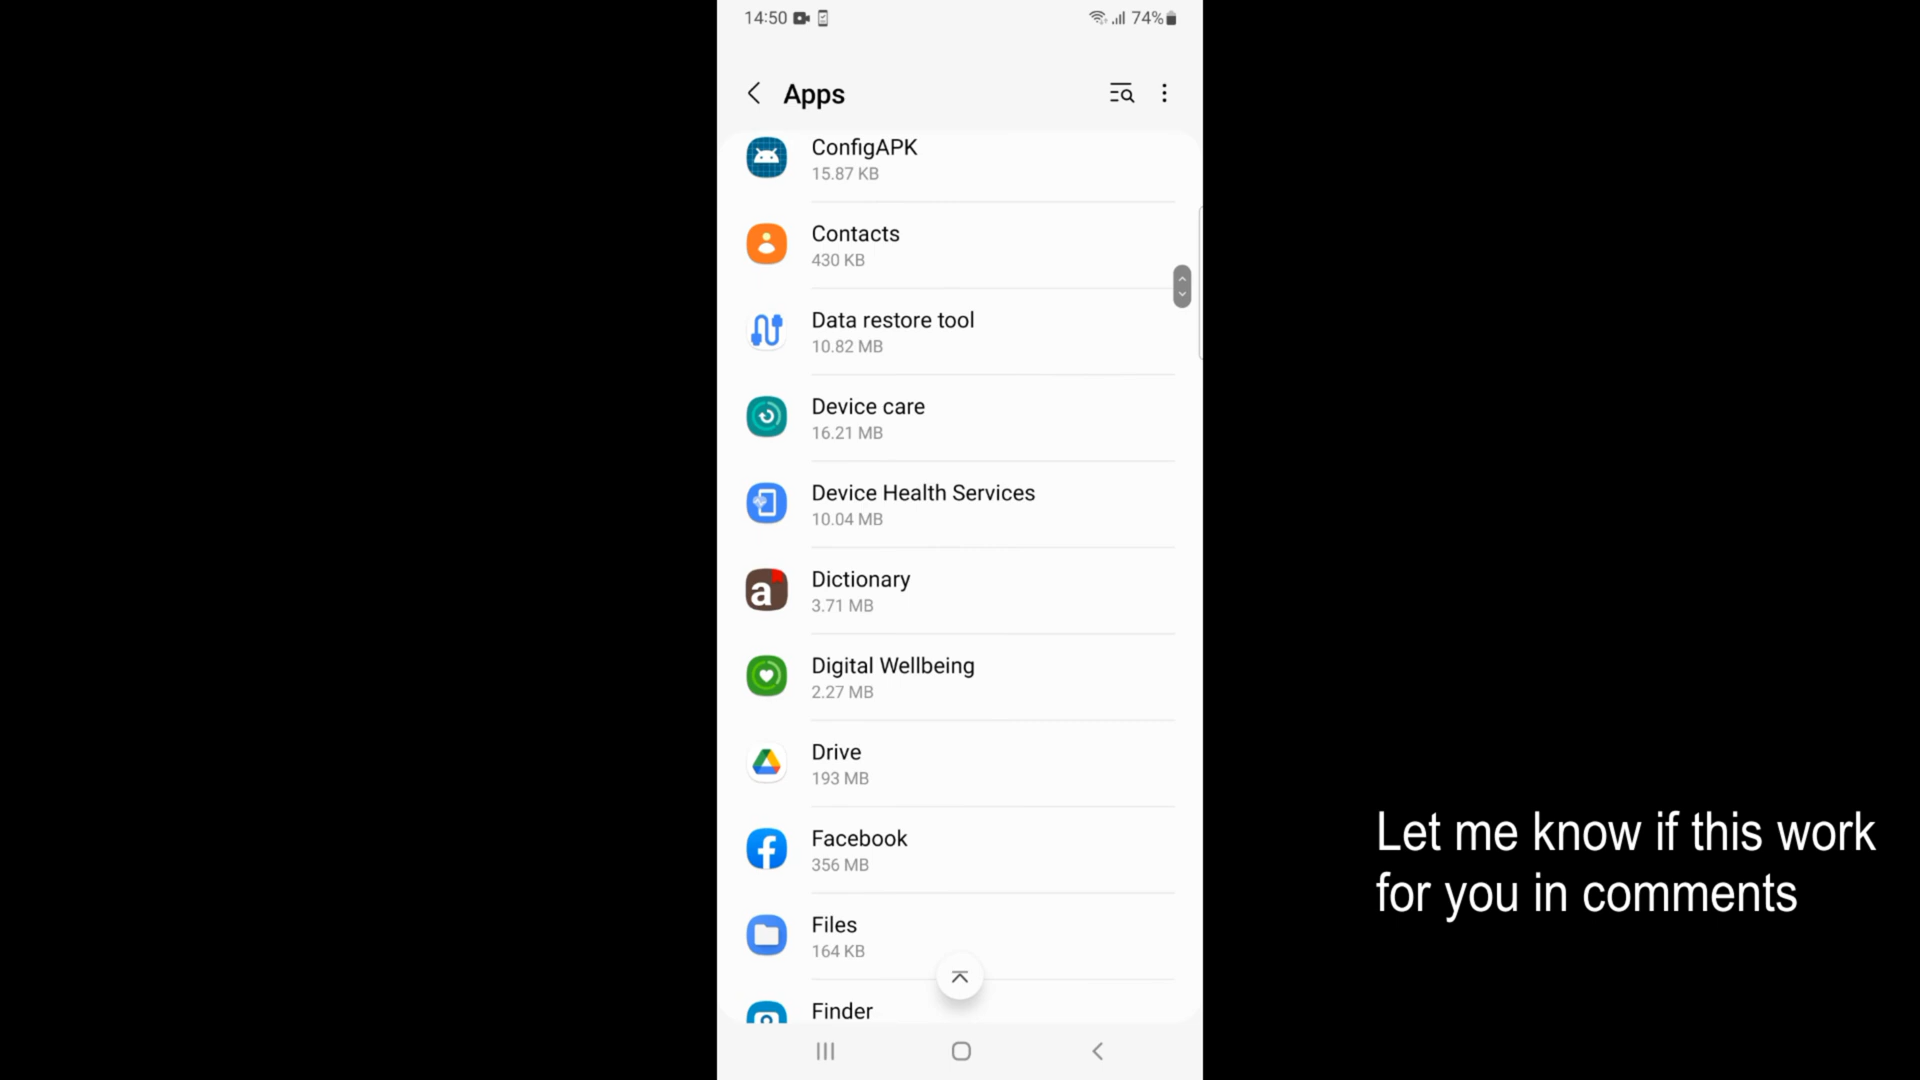 14:50 74%
Apps
ConfigAPK
15.87 KB
Contacts
430 KB
Data restore tool
10.82 MB
Device care
16.21 MB
Device Health Services
10.04 MB
a Dictionary
3.71 MB
Digital Wellbeing
2.27 MB
Drive
193 MB
Facebook
356 MB
Files
164 KB
Finder
Let me know if this work
for you in comments